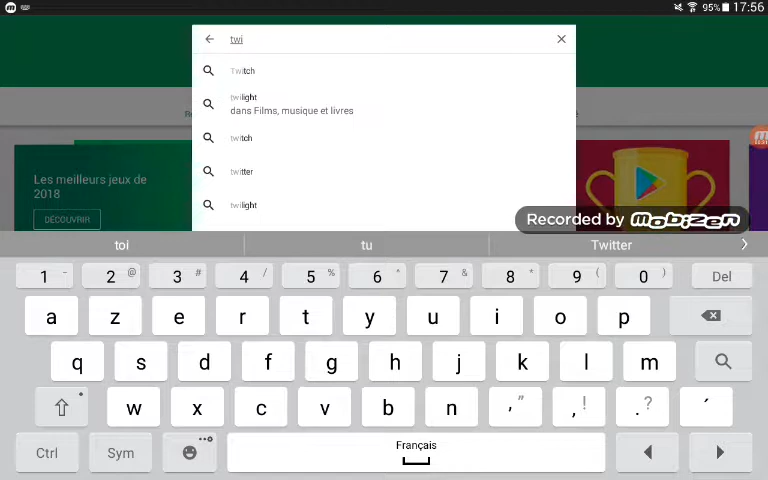 95% 17:56
twi
Twitch
twilight
dans Films, musique et livres
twitch
twitter
twilight
Les meilleurs jeux de
2018
DÉCOUVRIR
Recorded by mobizen
toi tu Twitter
1 - 2 @ 3 # 4 / 5 % 6 ^ 7 & 8 * 9 ( 0 ) Del
a z e r t y u i o p
q s d f g h j k l m
w x c v b n ' " , ! . ? ´
Ctrl Sym Français